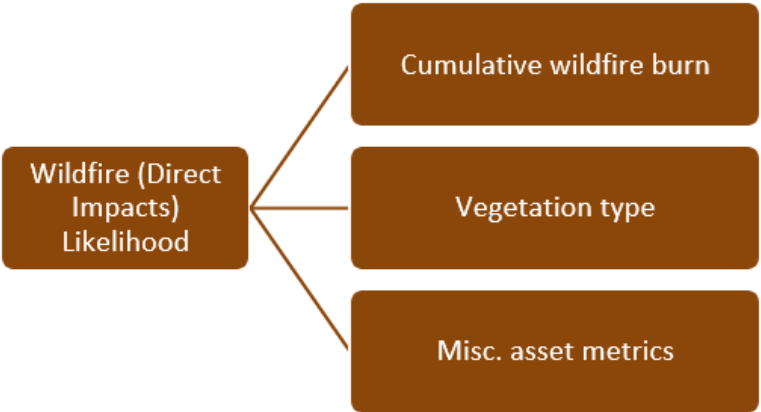 Wildfire (Direct
Impacts)
Likelihood
Cumulative wildfire burn
Vegetation type
Misc. asset metrics